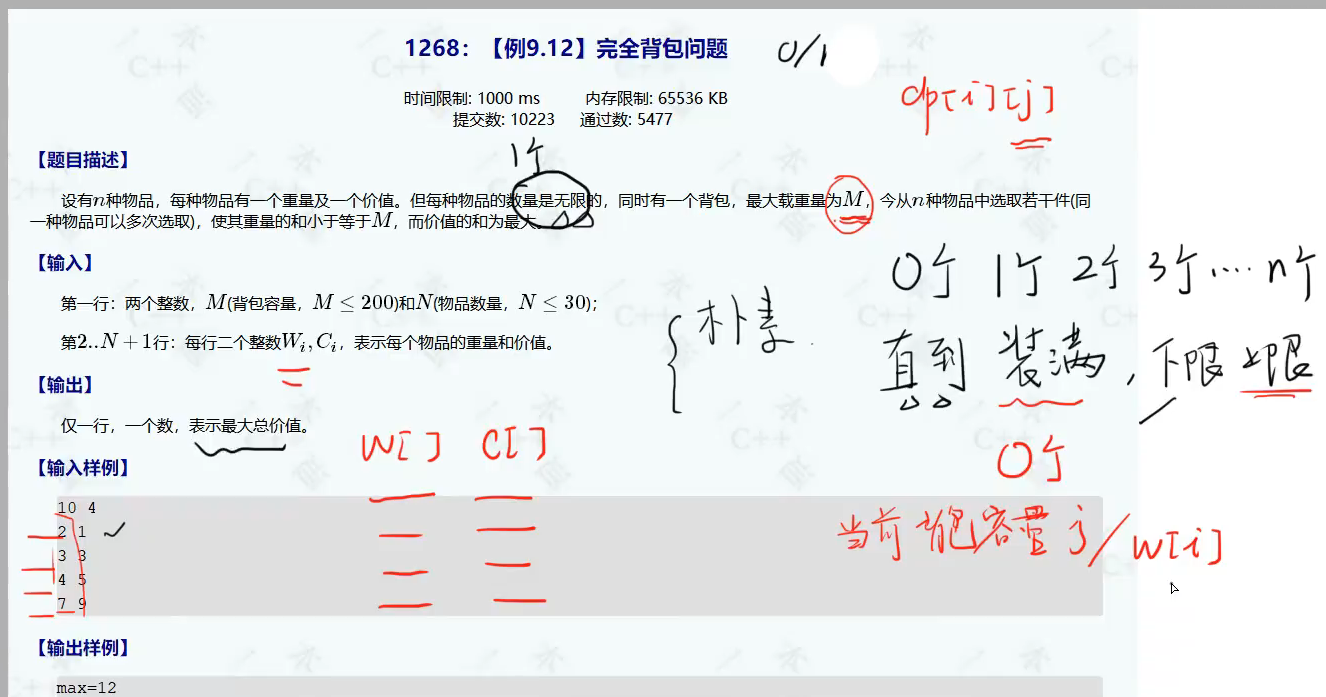 1268：【例9.12】完全背包问题
0/1
时间限制: 1000 ms 内存限制: 65536 KB
提交数: 10223 通过数: 5477
dp[i][j]
1个
【题目描述】
设有n种物品，每种物品有一个重量及一个价值。但每种物品的数量是无限的，同时有一个背包，最大载重量为M，今从n种物品中选取若干件(同
一种物品可以多次选取)，使其重量的和小于等于M，而价值的和为最大。
【输入】
0个 1个 2个 3个 .... n个
第一行：两个整数，M(背包容量，M ≤ 200)和N(物品数量，N ≤ 30)；
朴素
第2..N + 1行：每行二个整数Wi, Ci，表示每个物品的重量和价值。
直到 装满，下限 上限
【输出】
仅一行，一个数，表示最大总价值。
W[ ] C[ ]
0个
【输入样例】
10 4
2 1
3 3
4 5
7 9
当前背包容量 j/w[i]
【输出样例】
max=12